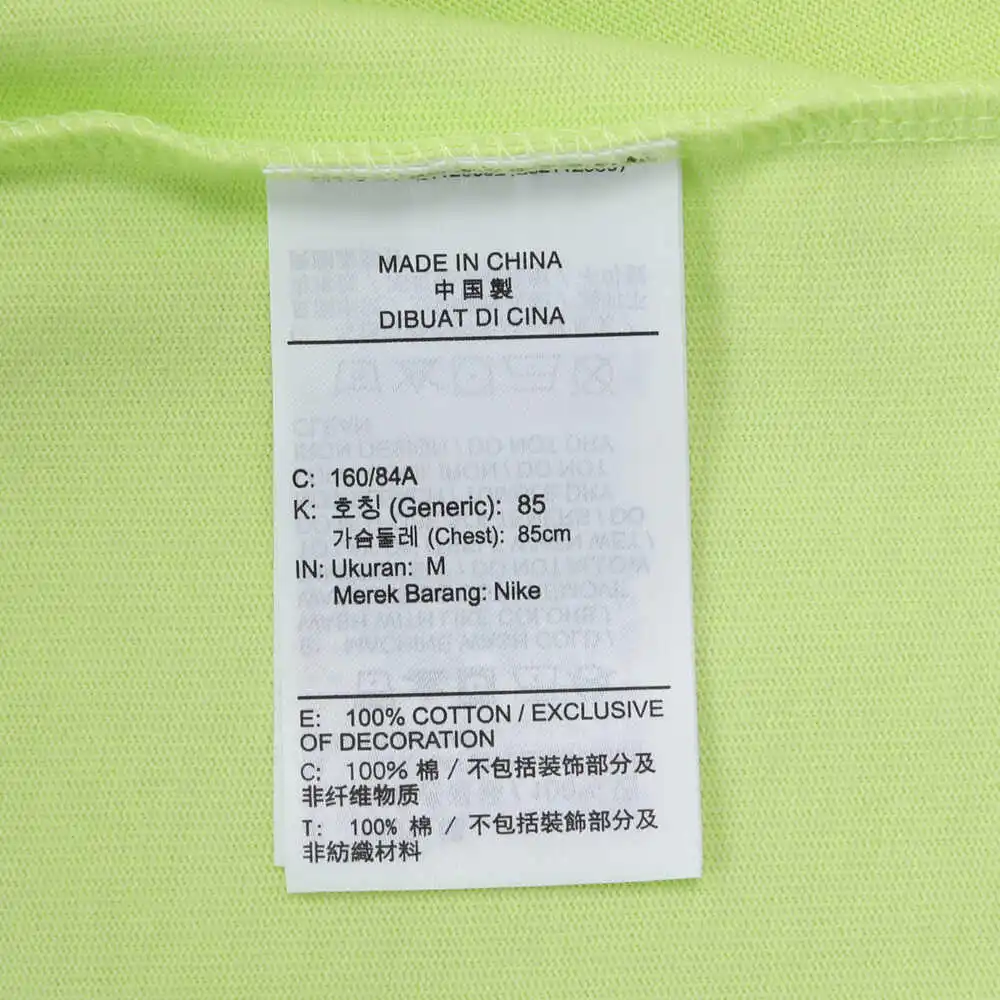 MADE IN CHINA
中国製
DIBUAT DI CINA
C: 160/84A
K: 호칭 (Generic): 85
가슴둘레 (Chest): 85cm
IN: Ukuran: M
Merek Barang: Nike
E: 100% COTTON / EXCLUSIVE
OF DECORATION
C: 100% 棉 / 不包括装饰部分及
非纤维物质
T: 100% 棉 / 不包括裝飾部分及
非紡織材料